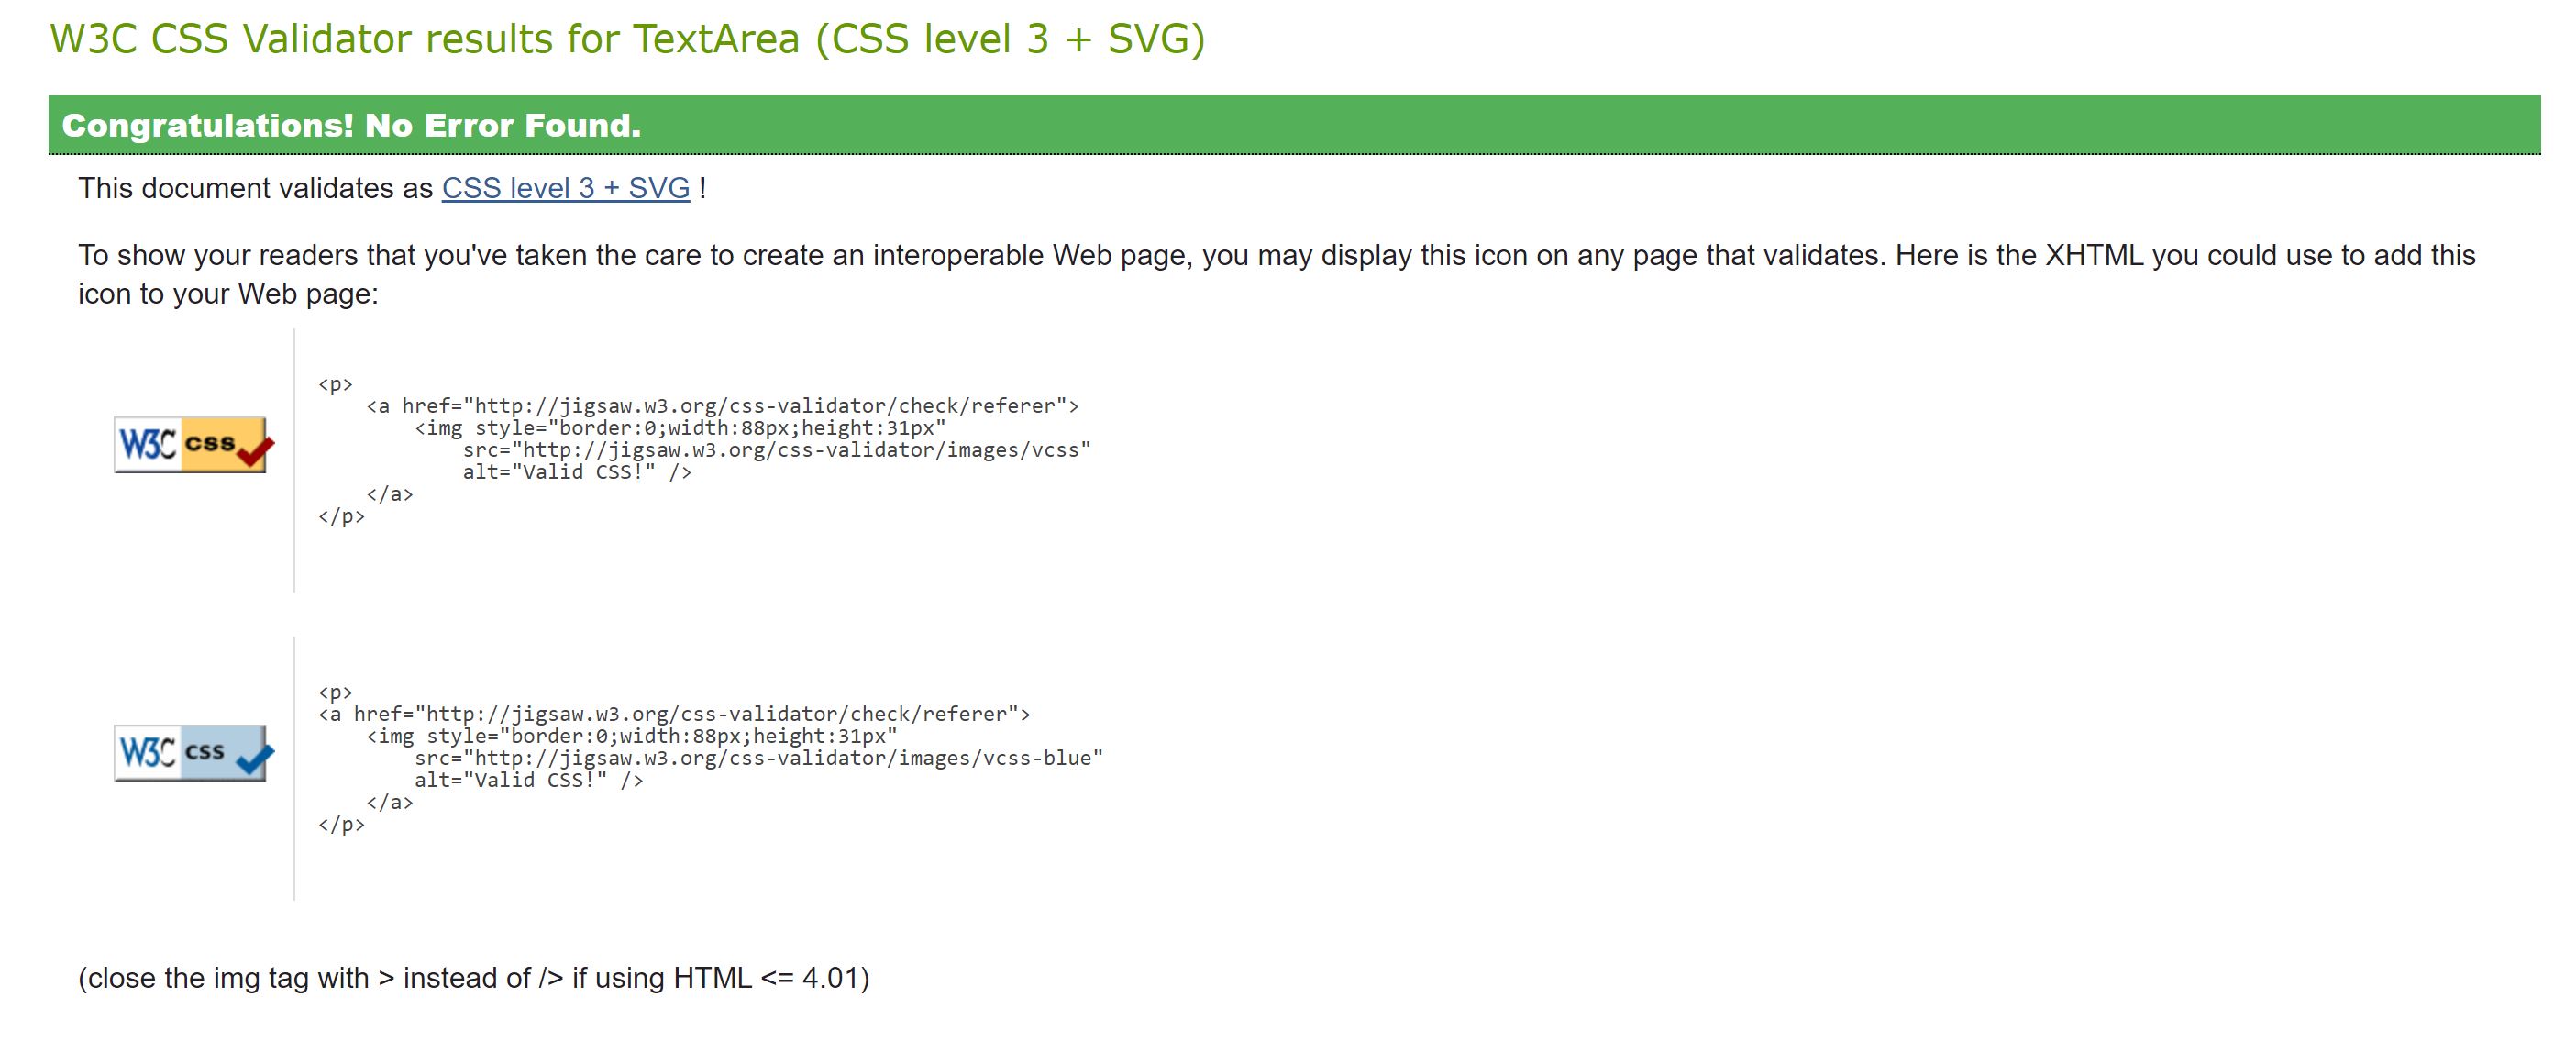 W3C CSS Validator results for TextArea (CSS level 3 + SVG)
Congratulations! No Error Found.
This document validates as CSS level 3 + SVG !
To show your readers that you've taken the care to create an interoperable Web page, you may display this icon on any page that validates. Here is the XHTML you could use to add this
icon to your Web page:
W3C css
<p>
    <a href="http://jigsaw.w3.org/css-validator/check/referer">
        <img style="border:0;width:88px;height:31px"
            src="http://jigsaw.w3.org/css-validator/images/vcss"
            alt="Valid CSS!" />
    </a>
</p>
W3C css
<p>
<a href="http://jigsaw.w3.org/css-validator/check/referer">
    <img style="border:0;width:88px;height:31px"
        src="http://jigsaw.w3.org/css-validator/images/vcss-blue"
        alt="Valid CSS!" />
    </a>
</p>
(close the img tag with > instead of /> if using HTML <= 4.01)